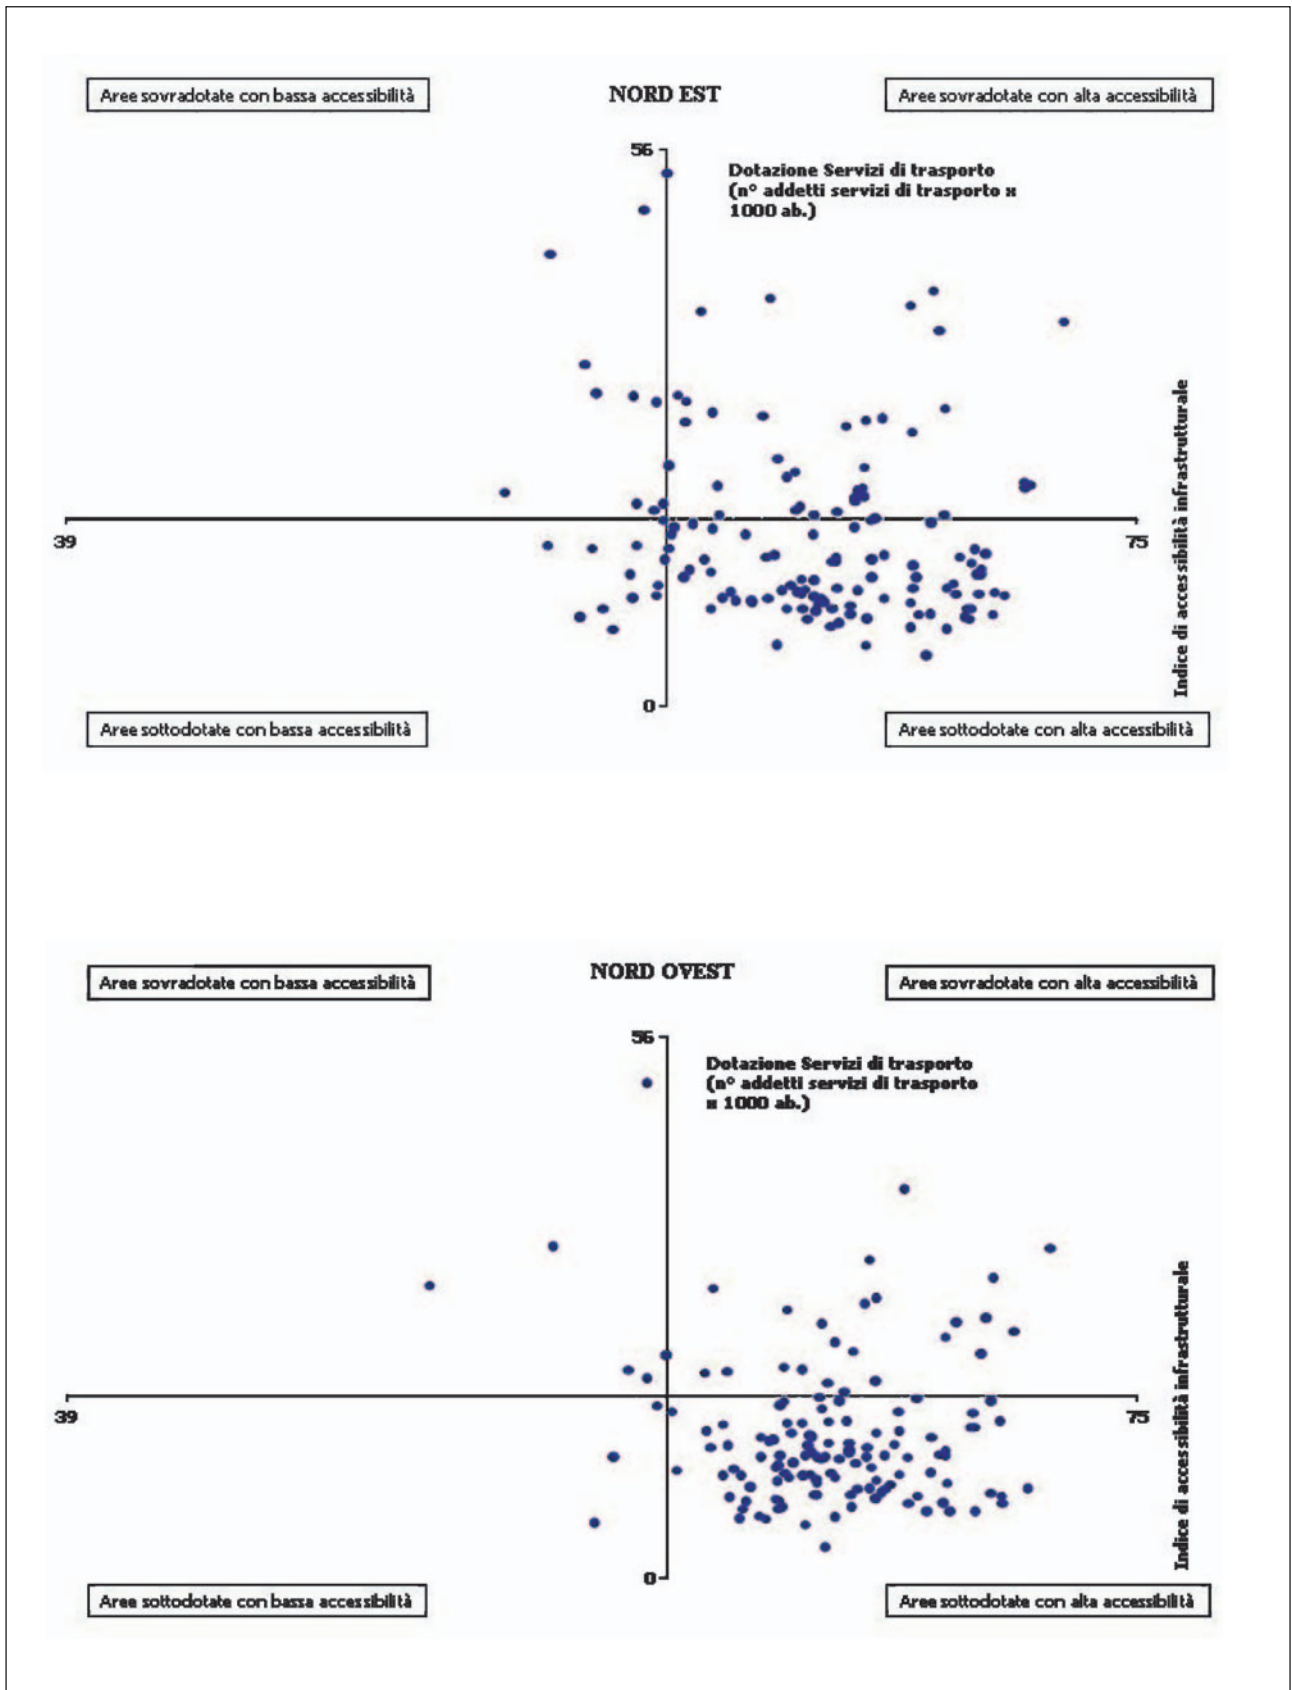 Aree sovradotate con bassa accessibilità
NORD EST
Aree sovradotate con alta accessibilità
56
Dotazione Servizi di trasporto
(n° addetti servizi di trasporto x
1000 ab.)
Indice di accessibilità infrastrutturale
39
75
0
Aree sottodotate con bassa accessibilità
Aree sottodotate con alta accessibilità
Aree sovradotate con bassa accessibilità
NORD OVEST
Aree sovradotate con alta accessibilità
56
Dotazione Servizi di trasporto
(n° addetti servizi di trasporto
x 1000 ab.)
Indice di accessibilità infrastrutturale
39
75
0
Aree sottodotate con bassa accessibilità
Aree sottodotate con alta accessibilità